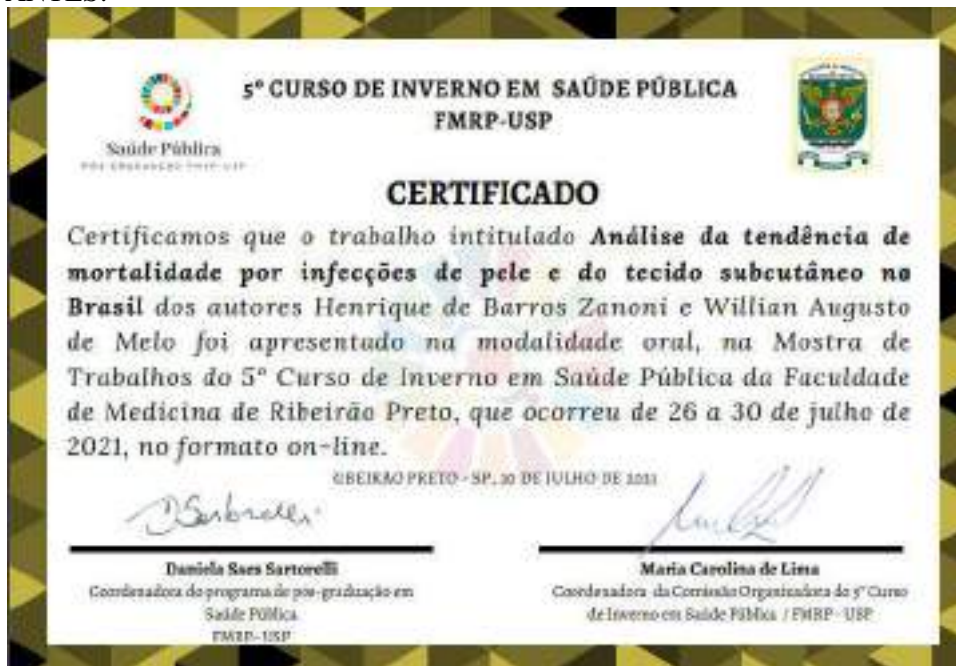 ANTES:
5º CURSO DE INVERNO EM SAÚDE PÚBLICA
FMRP-USP
Saúde Pública
PÓS-GRADUAÇÃO FMRP-USP
CERTIFICADO
Certificamos que o trabalho intitulado Análise da tendência de
mortalidade por infecções de pele e do tecido subcutâneo no
Brasil dos autores Henrique de Barros Zanoni e Willian Augusto
de Melo foi apresentado na modalidade oral, na Mostra de
Trabalhos do 5º Curso de Inverno em Saúde Pública da Faculdade
de Medicina de Ribeirão Preto, que ocorreu de 26 a 30 de julho de
2021, no formato on-line.
PRETO - SP, 30 DE JULHO DE 2021
Daniela Saes Sartorelli
Coordenadora do programa de pós-graduação em
Saúde Pública
FMRP-USP
Maria Carolina de Lima
Coordenadora da Comissão Organizadora do 5º Curso
de Inverno em Saúde Pública / FMRP - USP